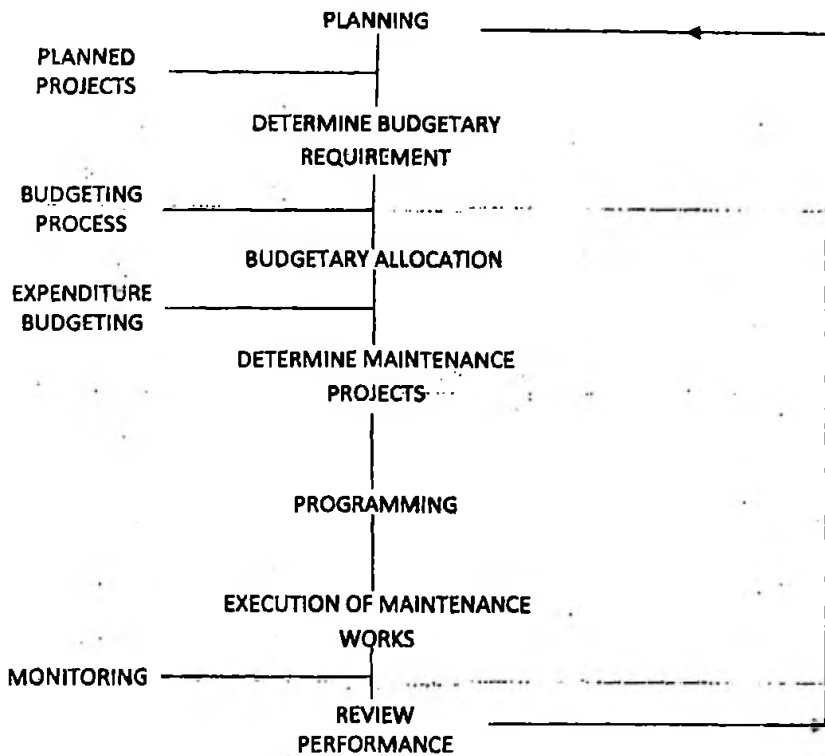 PLANNING
PLANNED
PROJECTS
DETERMINE BUDGETARY
REQUIREMENT
BUDGETING
PROCESS
BUDGETARY ALLOCATION
EXPENDITURE
BUDGETING
DETERMINE MAINTENANCE
PROJECTS
PROGRAMMING
EXECUTION OF MAINTENANCE
WORKS
MONITORING
REVIEW
PERFORMANCE